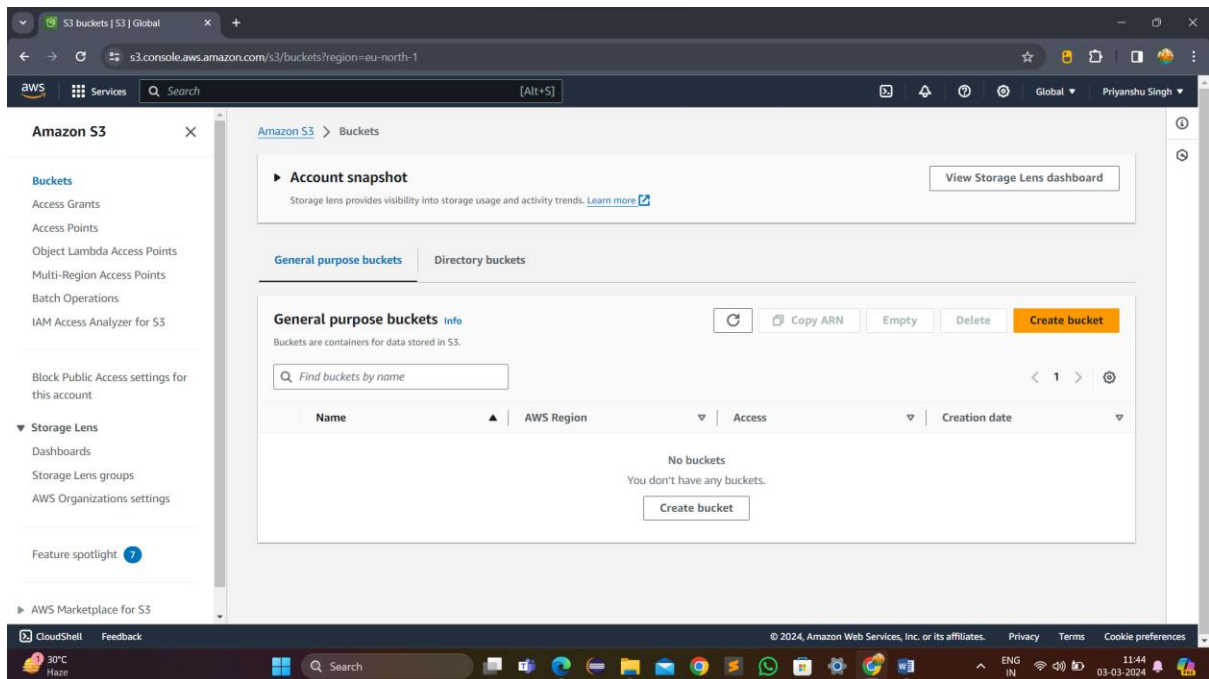 S3 buckets | S3 | Global
s3.console.aws.amazon.com/s3/buckets?region=eu-north-1
aws Services Search [Alt+S] Global Priyanshu Singh
Amazon S3
Buckets
Access Grants
Access Points
Object Lambda Access Points
Multi-Region Access Points
Batch Operations
IAM Access Analyzer for S3
Block Public Access settings for
this account
Storage Lens
Dashboards
Storage Lens groups
AWS Organizations settings
Feature spotlight 7
AWS Marketplace for S3
Amazon S3 > Buckets
Account snapshot View Storage Lens dashboard
Storage lens provides visibility into storage usage and activity trends. Learn more
General purpose buckets Directory buckets
General purpose buckets Info Copy ARN Empty Delete Create bucket
Buckets are containers for data stored in S3.
Find buckets by name 1
Name AWS Region Access Creation date
No buckets
You don't have any buckets.
Create bucket
CloudShell Feedback © 2024, Amazon Web Services, Inc. or its affiliates. Privacy Terms Cookie preferences
30°C
Haze
Search
ENG
IN
11:44
03-03-2024